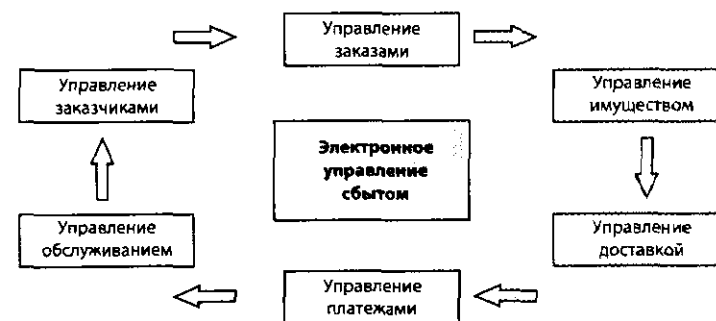 Управление
заказами
Управление
заказчиками
Управление
имуществом
Электронное
управление
сбытом
Управление
обслуживанием
Управление
доставкой
Управление
платежами